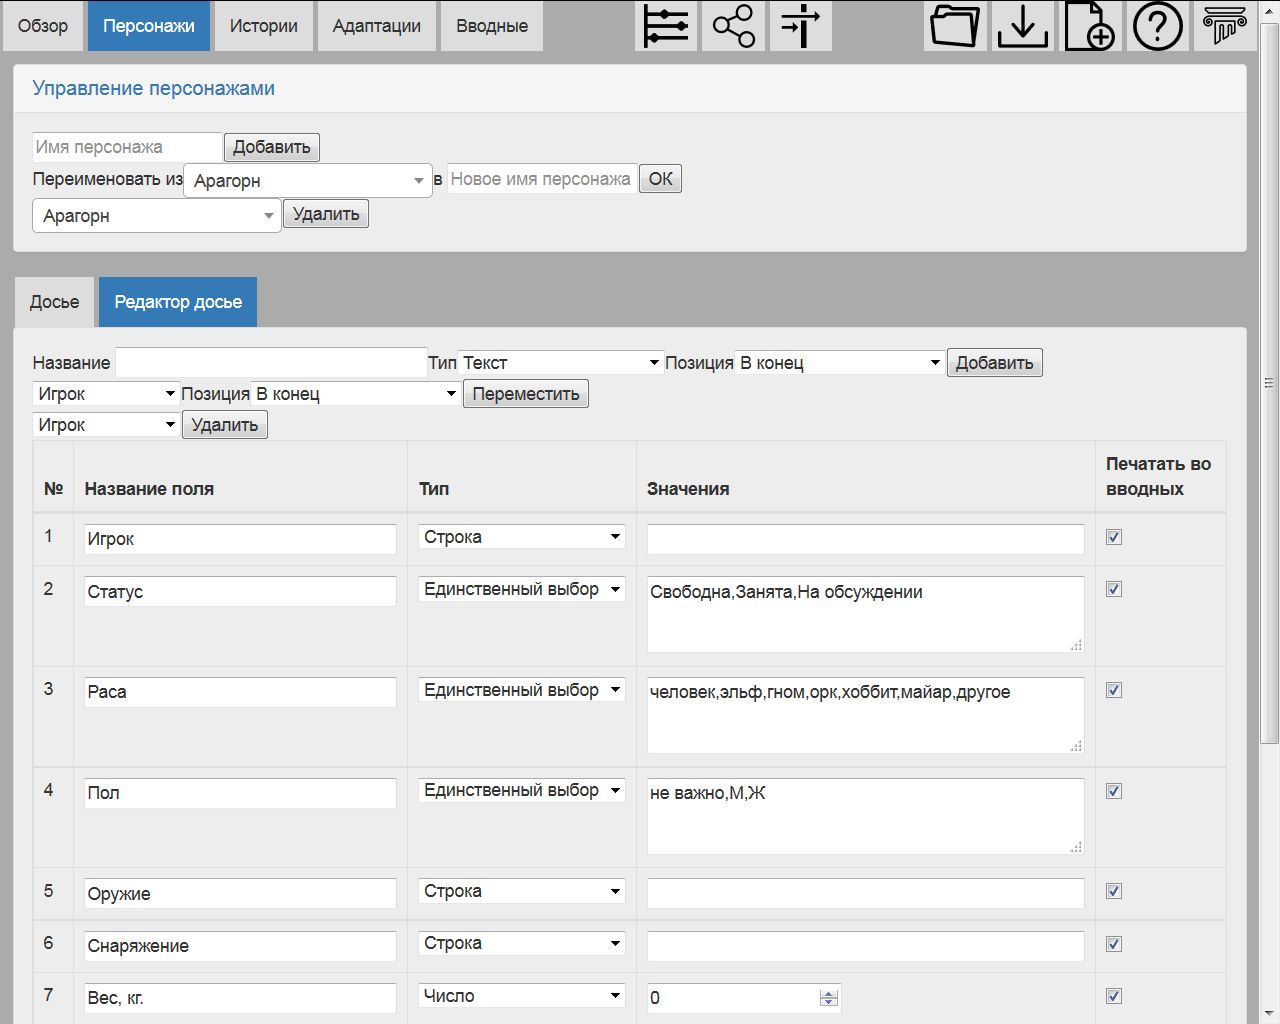 Обзор Персонажи Истории Адаптации Вводные
Управление персонажами
Имя персонажа Добавить
Переименовать из Арагорн в Новое имя персонажа ОК
Арагорн Удалить
Досье Редактор досье
Название Тип Текст Позиция В конец Добавить
Игрок Позиция В конец Переместить
Игрок Удалить
№ Название поля Тип Значения Печатать во
вводных
1 Игрок Строка
2 Статус Единственный выбор Свободна,Занята,На обсуждении
3 Раса Единственный выбор человек,эльф,гном,орк,хоббит,майар,другое
4 Пол Единственный выбор не важно,М,Ж
5 Оружие Строка
6 Снаряжение Строка
7 Вес, кг. Число 0